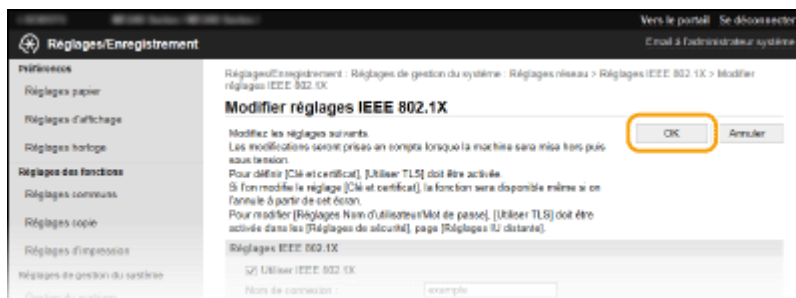 Vers le portail Se déconnecter
Réglages/Enregistrement
Email à l'administrateur système
Préférences
Réglages papier
Réglages d'affichage
Réglages horloge
Réglages des fonctions
Réglages communs
Réglages copie
Réglages d'impression
Réglages de gestion du système
Réglages/Enregistrement : Réglages de gestion du système : Réglages réseau > Réglages IEEE 802.1X > Modifier
réglages IEEE 802.1X
Modifier réglages IEEE 802.1X
Modifiez les réglages suivants.
Les modifications seront prises en compte lorsque la machine sera mise hors puis
sous tension.
Pour définir [Clé et certificat], [Utiliser TLS] doit être activée.
Si l'on modifie le réglage [Clé et certificat], la fonction sera disponible même si on
l'annule à partir de cet écran.
Pour modifier [Réglages Nom d'utilisateur/Mot de passe], [Utiliser TLS] doit être
activée dans les [Réglages de sécurité], page [Réglages IU distante].
OK Annuler
Réglages IEEE 802.1X
Utiliser IEEE 802.1X
Nom de connexion : exemple